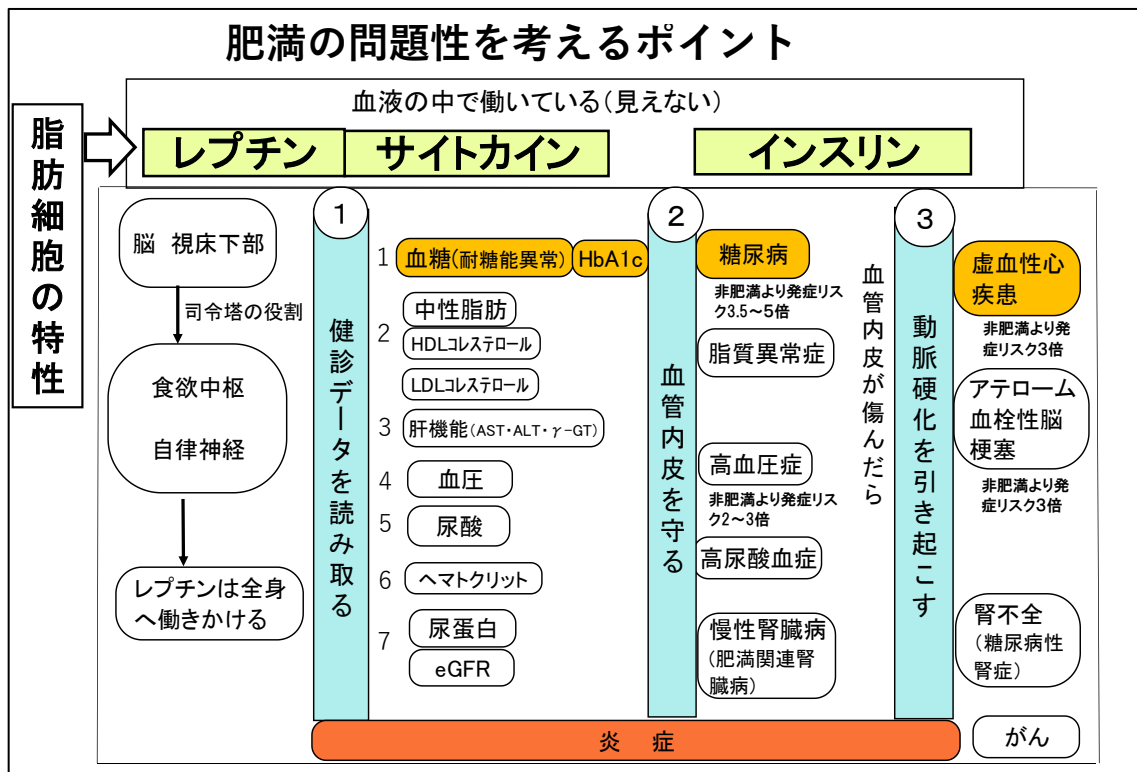 肥満の問題性を考えるポイント
脂肪細胞の特性
血液の中で働いている(見えない)
レプチン
サイトカイン
インスリン
脳 視床下部
司令塔の役割
食欲中枢
自律神経
レプチンは全身
へ働きかける
1
健診データを読み取る
1 血糖(耐糖能異常) HbA1c
2 中性脂肪
HDLコレステロール
LDLコレステロール
3 肝機能(AST・ALT・γ-GT)
4 血圧
5 尿酸
6 ヘマトクリット
7 尿蛋白
eGFR
2
血管内皮を守る
糖尿病
非肥満より発症リス
ク3.5~5倍
脂質異常症
高血圧症
非肥満より発症リス
ク2~3倍
高尿酸血症
慢性腎臓病
(肥満関連腎
臓病)
血管内皮が傷んだら
3
動脈硬化を引き起こす
虚血性心
疾患
非肥満より発
症リスク3倍
アテローム
血栓性脳
梗塞
非肥満より発
症リスク3倍
腎不全
(糖尿病性
腎症)
がん
炎 症